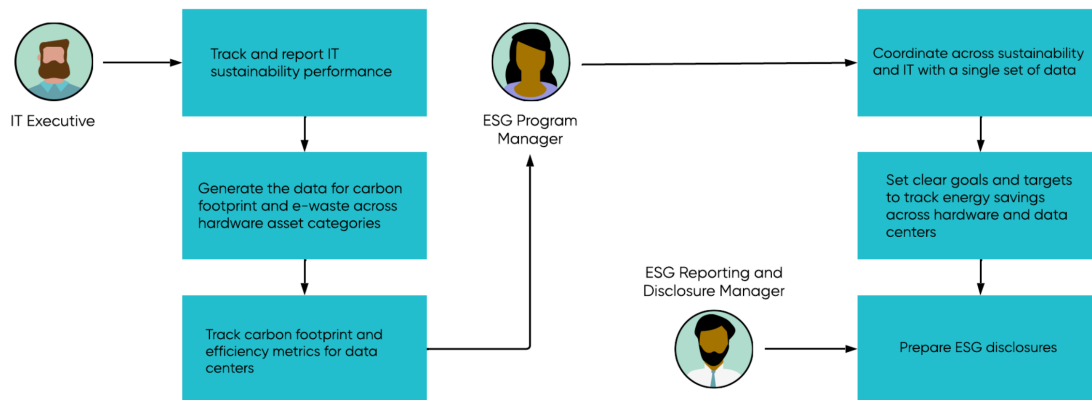 IT Executive
Track and report IT
sustainability performance
Generate the data for carbon
footprint and e-waste across
hardware asset categories
Track carbon footprint and
efficiency metrics for data
centers
ESG Program
Manager
Coordinate across sustainability
and IT with a single set of data
Set clear goals and targets
to track energy savings
across hardware and data
centers
ESG Reporting and
Disclosure Manager
Prepare ESG disclosures